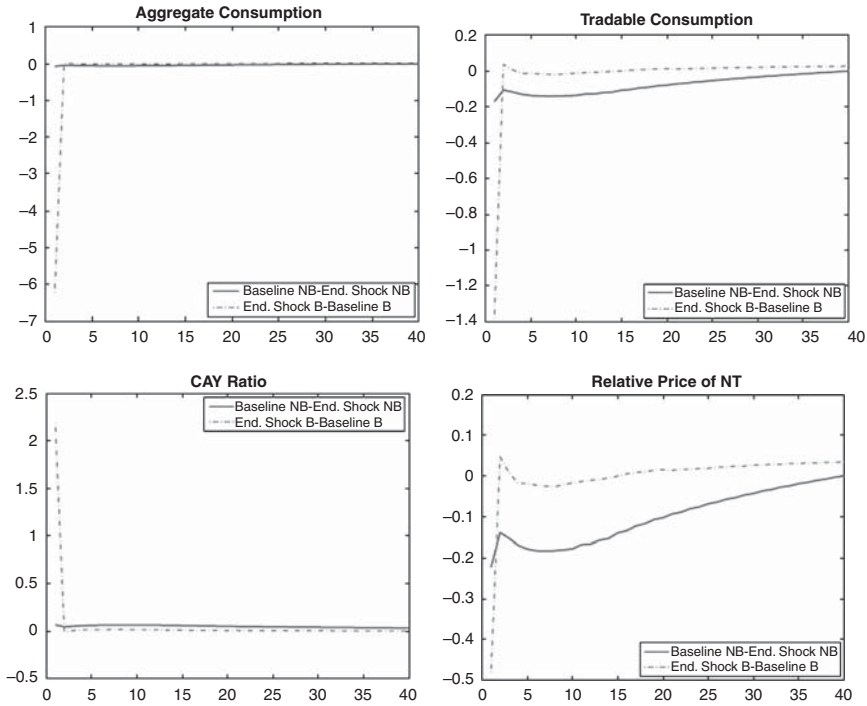 Aggregate Consumption
1
0
−1
−2
−3
−4
−5
−6
−7
0 5 10 15 20 25 30 35 40
Baseline NB-End. Shock NB
End. Shock B-Baseline B
Tradable Consumption
0.2
0
−0.2
−0.4
−0.6
−0.8
−1
−1.2
−1.4
0 5 10 15 20 25 30 35 40
Baseline NB-End. Shock NB
End. Shock B-Baseline B
CAY Ratio
2.5
2
1.5
1
0.5
0
−0.5
0 5 10 15 20 25 30 35 40
Baseline NB-End. Shock NB
End. Shock B-Baseline B
Relative Price of NT
0.2
0.1
0
−0.1
−0.2
−0.3
−0.4
−0.5
0 5 10 15 20 25 30 35 40
Baseline NB-End. Shock NB
End. Shock B-Baseline B